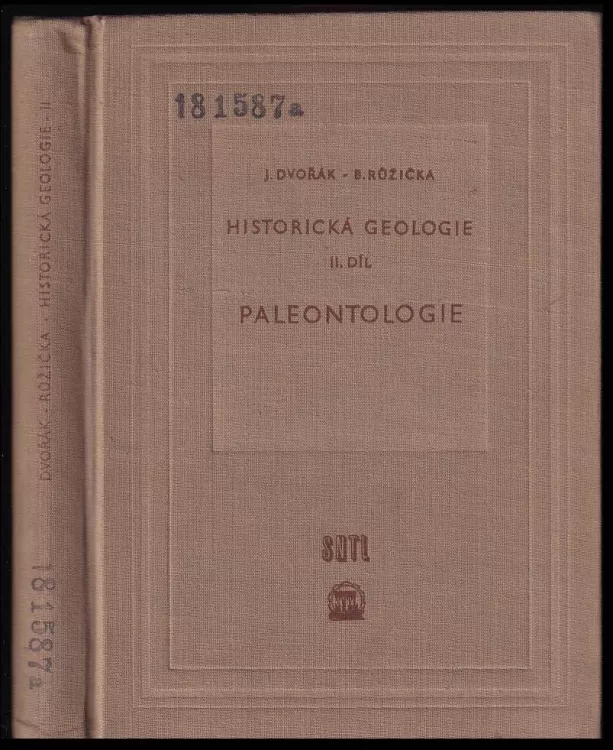 181587a
J. DVOŘÁK - B. RŮŽIČKA
HISTORICKÁ GEOLOGIE
II. DÍL
PALEONTOLOGIE
SNTL
DVOŘÁK - RŮŽIČKA · HISTORICKÁ GEOLOGIE - II
181587a